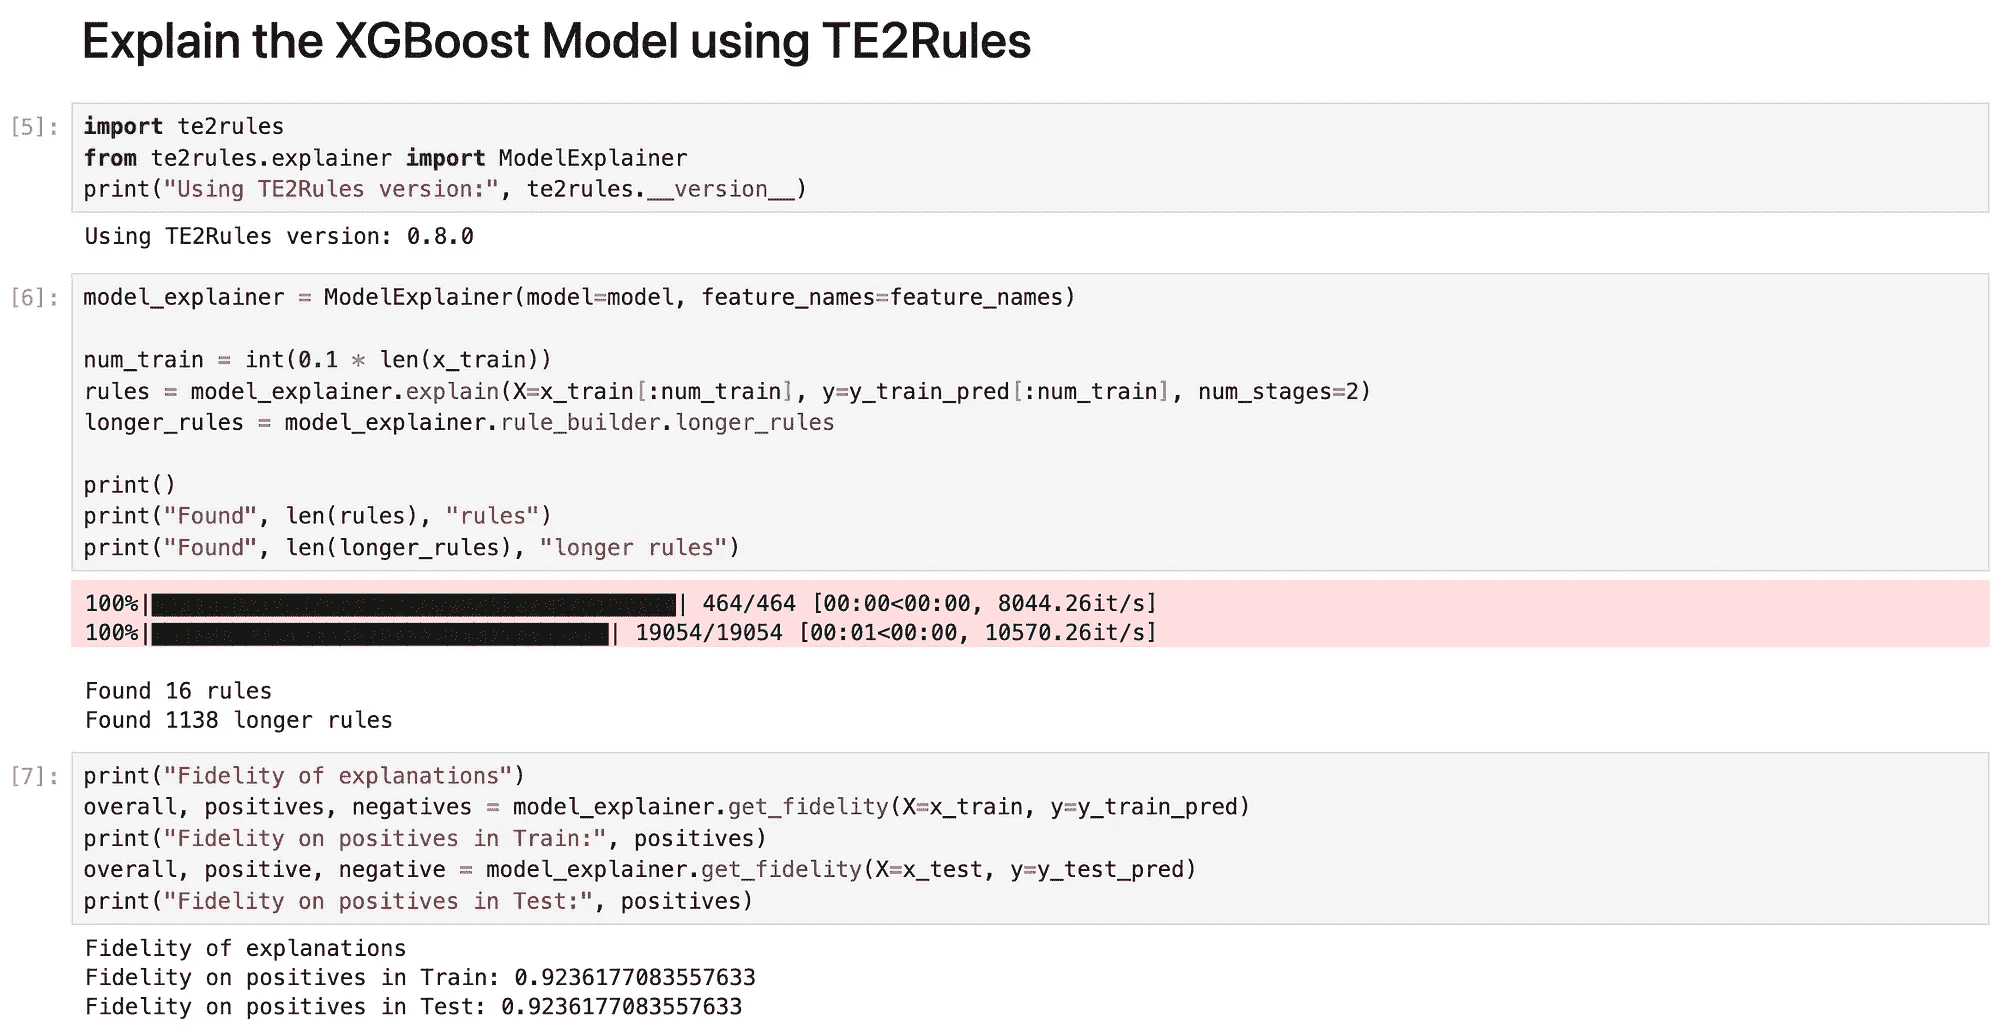 Explain the XGBoost Model using TE2Rules
[5]:
import te2rules
from te2rules.explainer import ModelExplainer
print("Using TE2Rules version:", te2rules.__version__)
Using TE2Rules version: 0.8.0
[6]:
model_explainer = ModelExplainer(model=model, feature_names=feature_names)
num_train = int(0.1 * len(x_train))
rules = model_explainer.explain(X=x_train[:num_train], y=y_train_pred[:num_train], num_stages=2)
longer_rules = model_explainer.rule_builder.longer_rules
print()
print("Found", len(rules), "rules")
print("Found", len(longer_rules), "longer rules")
100%|███████████████████████████████████████| 464/464 [00:00<00:00, 8044.26it/s]
100%|██████████████████████████████████| 19054/19054 [00:01<00:00, 10570.26it/s]
Found 16 rules
Found 1138 longer rules
[7]:
print("Fidelity of explanations")
overall, positives, negatives = model_explainer.get_fidelity(X=x_train, y=y_train_pred)
print("Fidelity on positives in Train:", positives)
overall, positive, negative = model_explainer.get_fidelity(X=x_test, y=y_test_pred)
print("Fidelity on positives in Test:", positives)
Fidelity of explanations
Fidelity on positives in Train: 0.9236177083557633
Fidelity on positives in Test: 0.9236177083557633